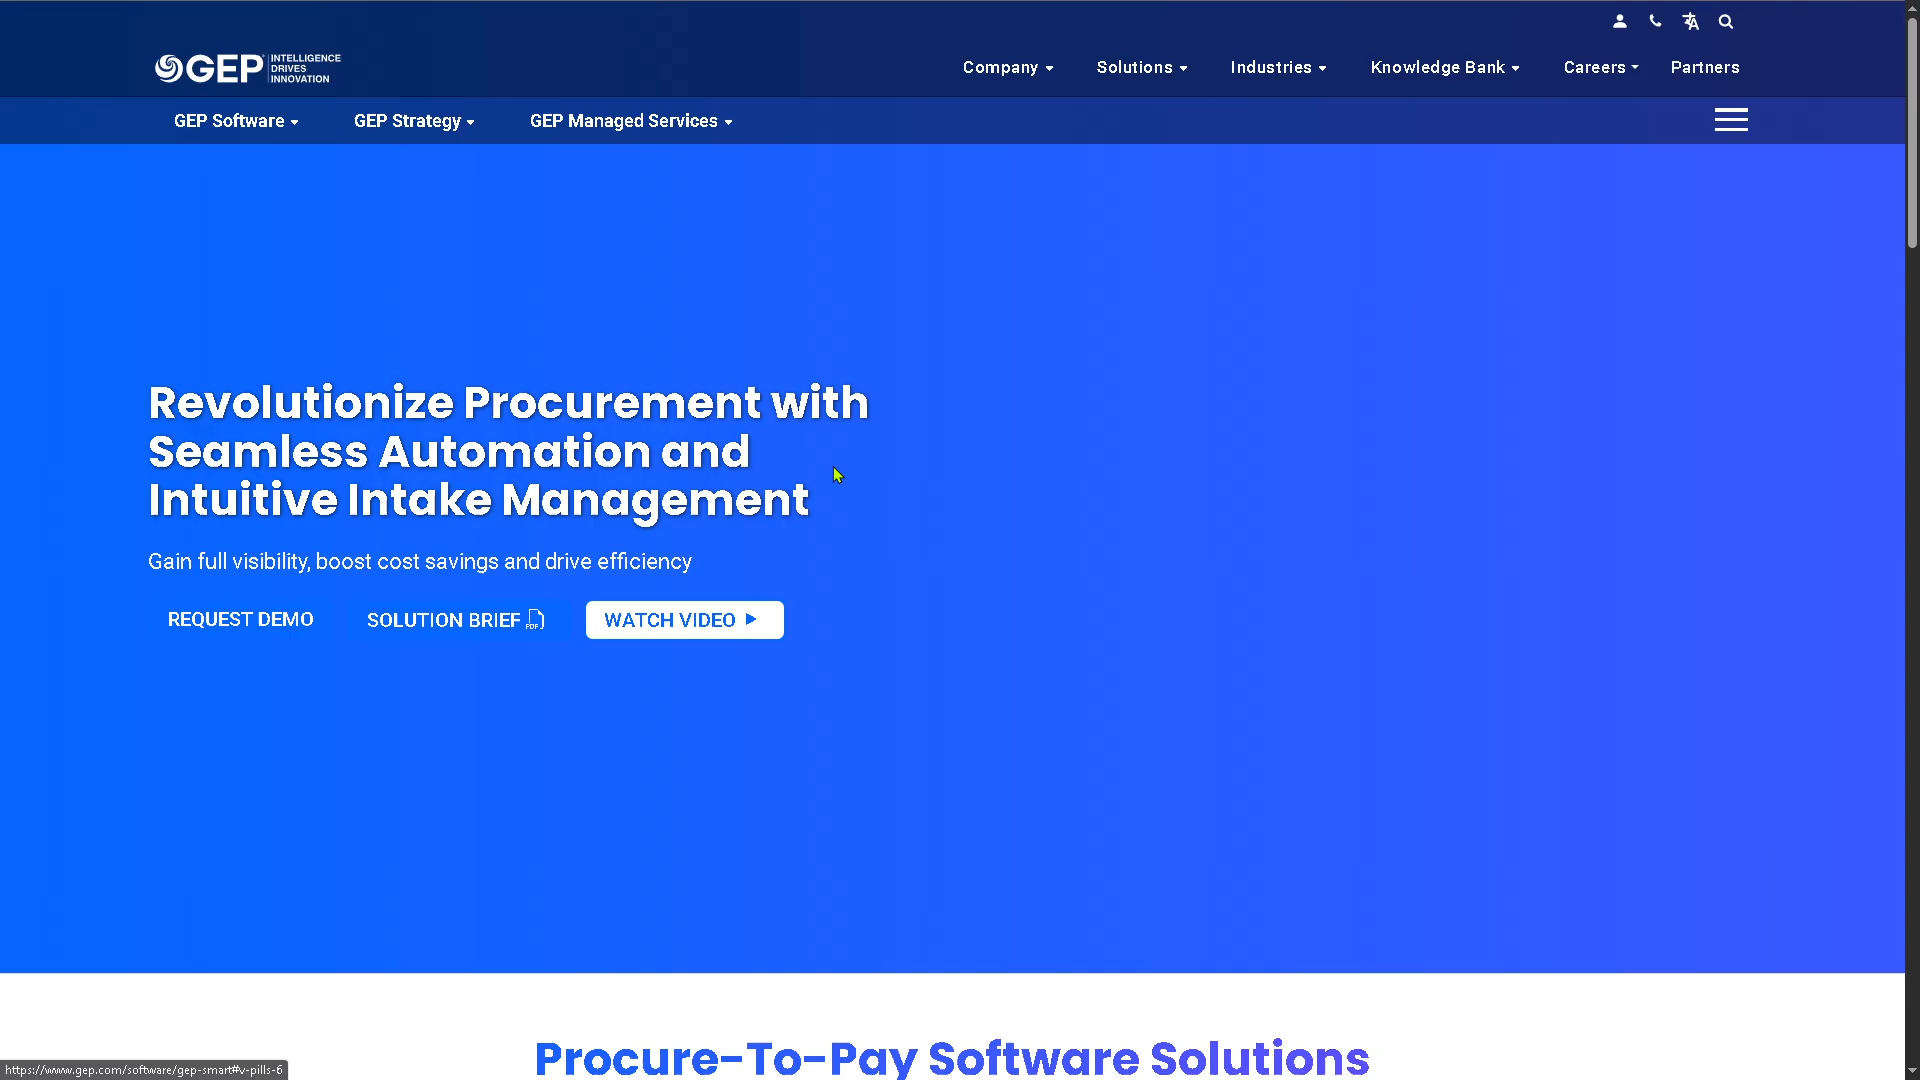 GEP INTELLIGENCE
DRIVES
INNOVATION
Company
Solutions
Industries
Knowledge Bank
Careers
Partners
GEP Software
GEP Strategy
GEP Managed Services
Revolutionize Procurement with
Seamless Automation and
Intuitive Intake Management
Gain full visibility, boost cost savings and drive efficiency
REQUEST DEMO
SOLUTION BRIEF PDF
WATCH VIDEO
Procure-To-Pay Software Solutions
https://www.gep.com/software/gep-smart#v-pills-6